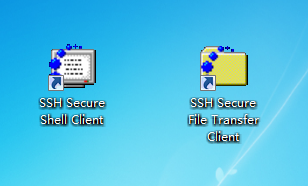 SSH Secure
Shell Client
SSH Secure
File Transfer
Client